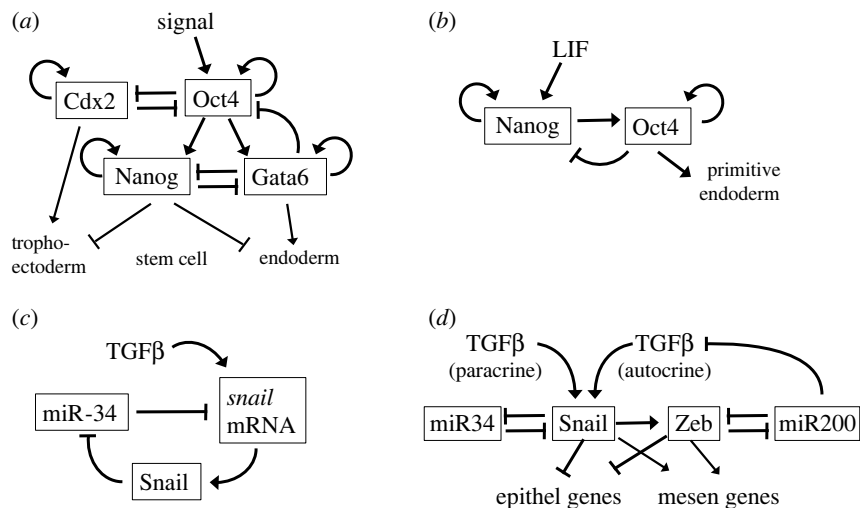 (a)
signal
Cdx2
Oct4
Nanog
Gata6
tropho-
ectoderm
stem cell
endoderm
(b)
LIF
Nanog
Oct4
primitive
endoderm
(c)
TGFβ
miR-34
snail
mRNA
Snail
(d)
TGFβ
(paracrine)
TGFβ
(autocrine)
miR34
Snail
Zeb
miR200
epithel genes
mesen genes